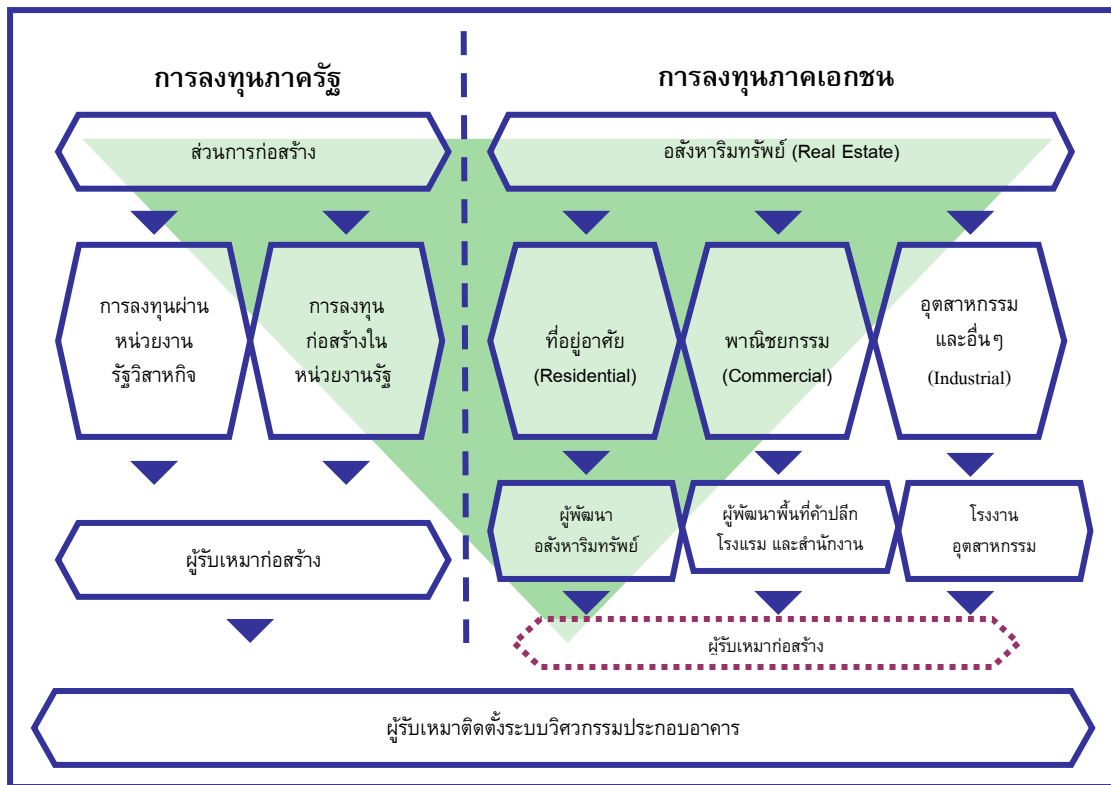 การลงทุนภาครัฐ
การลงทุนภาคเอกชน
ส่วนการก่อสร้าง
อสังหาริมทรัพย์ (Real Estate)
การลงทุนผ่าน
หน่วยงาน
รัฐวิสาหกิจ
การลงทุน
ก่อสร้างใน
หน่วยงานรัฐ
ที่อยู่อาศัย
(Residential)
พาณิชยกรรม
(Commercial)
อุตสาหกรรม
และอื่นๆ
(Industrial)
ผู้รับเหมาก่อสร้าง
ผู้พัฒนา
อสังหาริมทรัพย์
ผู้พัฒนาพื้นที่ค้าปลีก
โรงแรม และสำนักงาน
โรงงาน
อุตสาหกรรม
ผู้รับเหมาก่อสร้าง
ผู้รับเหมาติดตั้งระบบวิศวกรรมประกอบอาคาร